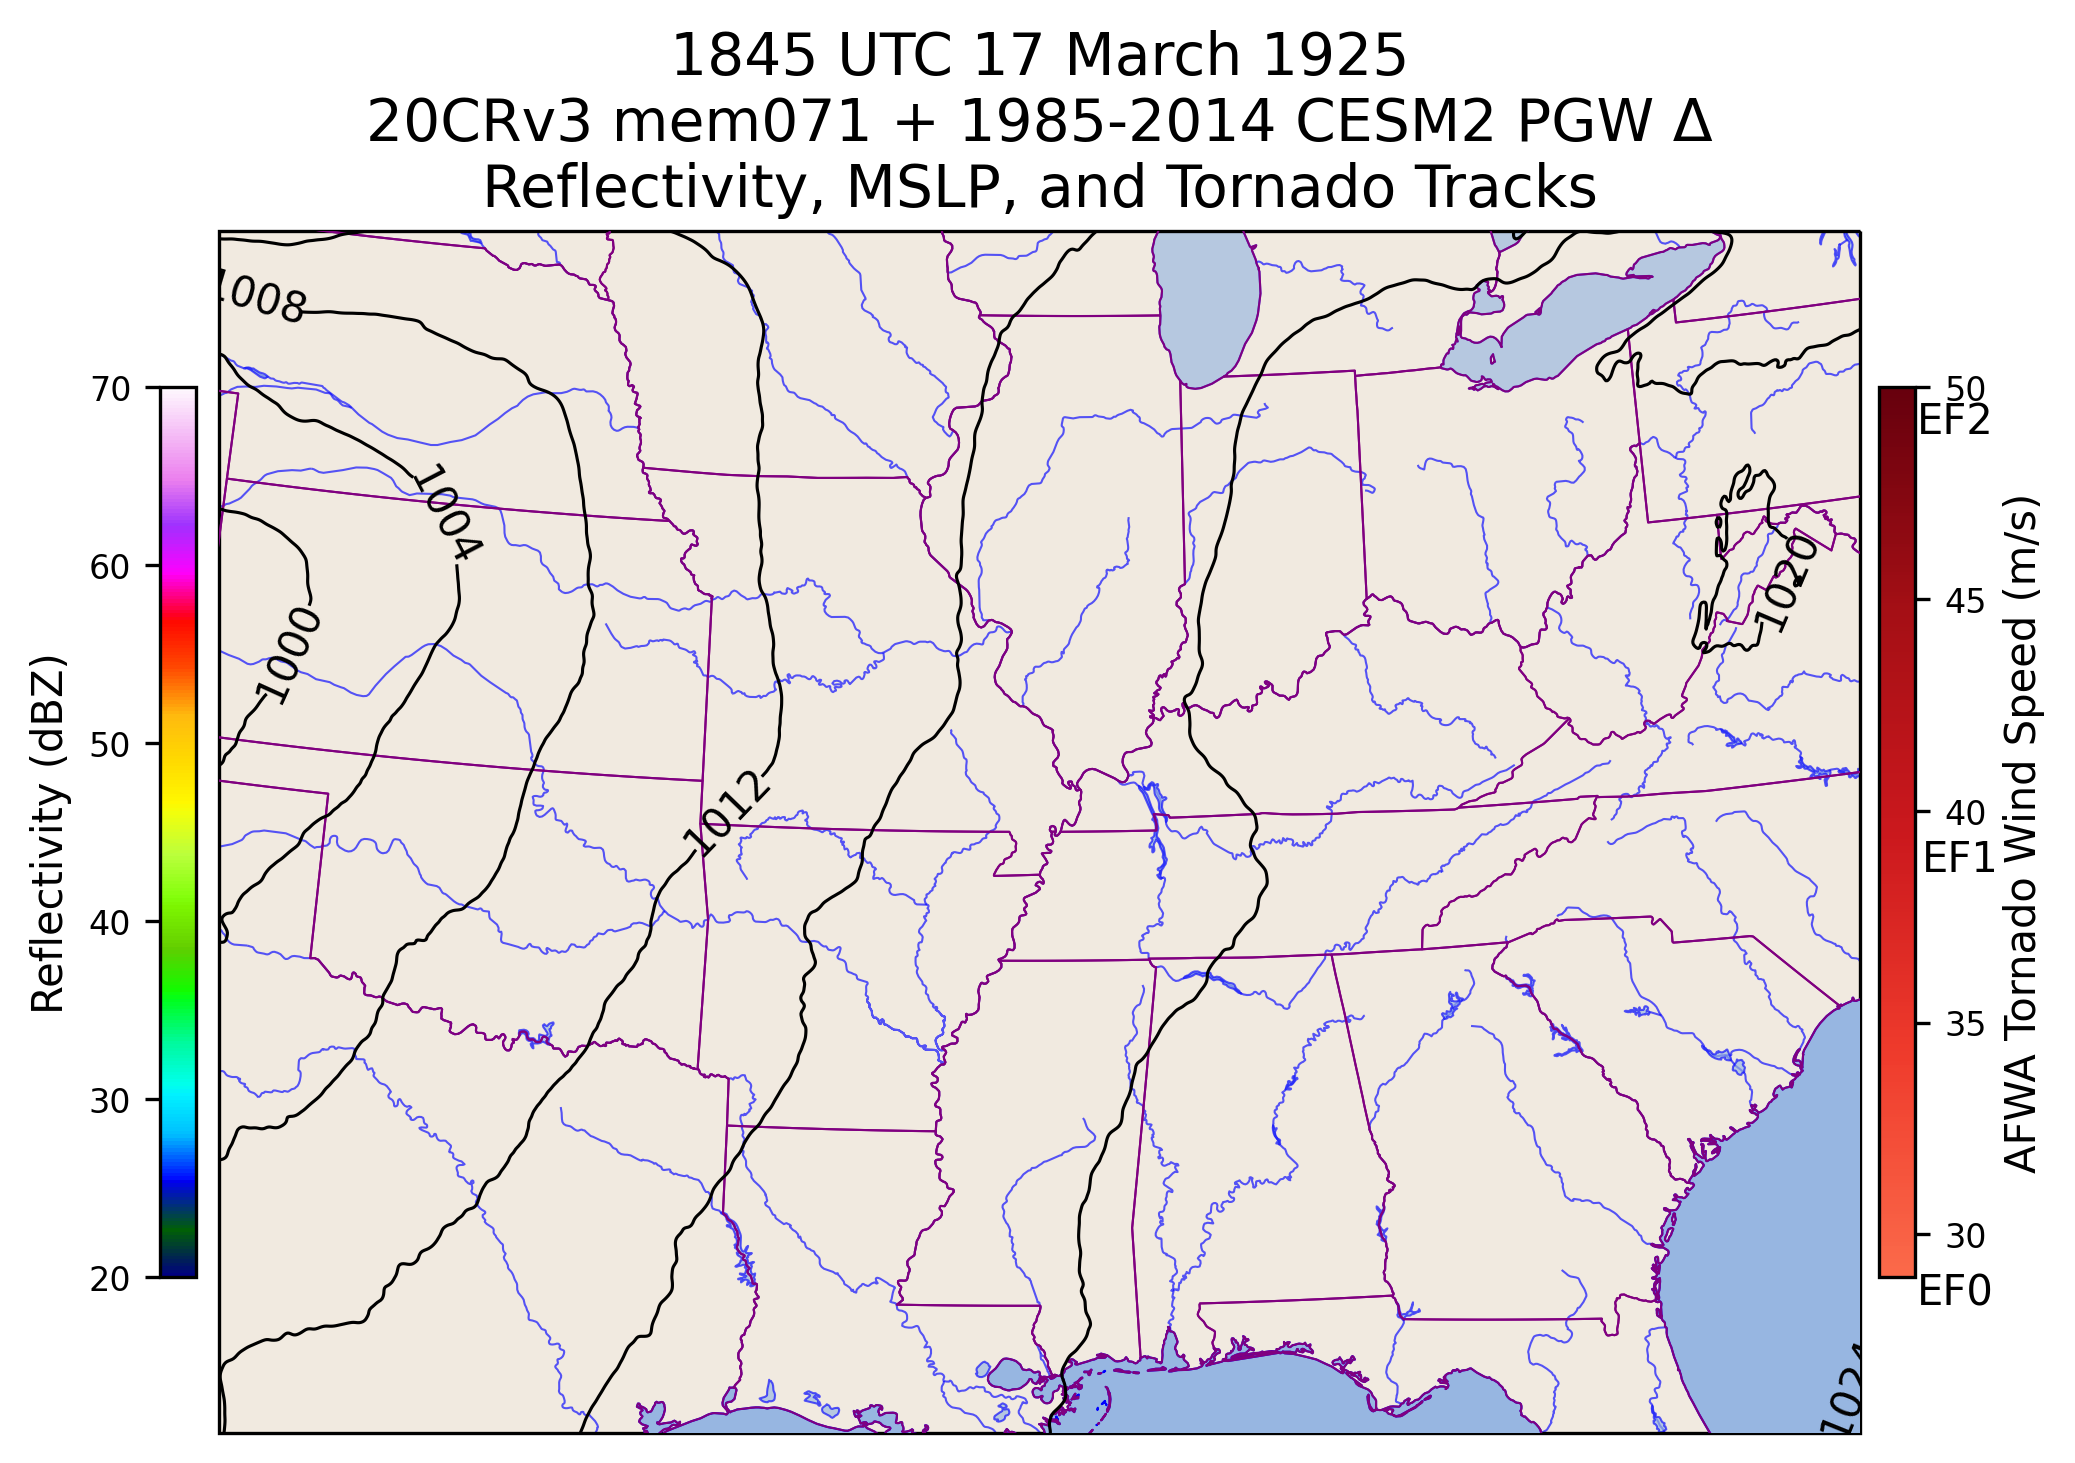 1845 UTC 17 March 1925
20CRv3 mem071 + 1985-2014 CESM2 PGW Δ
Reflectivity, MSLP, and Tornado Tracks
1008
1004
1000
1012
1020
1024
70
60
50
40
30
20
Reflectivity (dBZ)
50
EF2
45
40
EF1
35
30
EF0
AFWA Tornado Wind Speed (m/s)